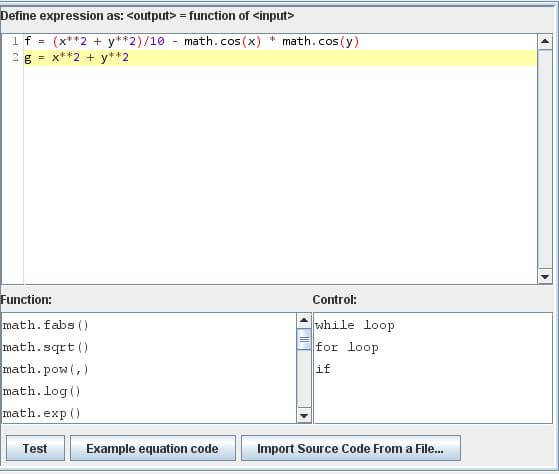 Define expression as: <output> = function of <input>
1 f = (x**2 + y**2)/10 - math.cos(x) * math.cos(y)
2 g = x**2 + y**2
Function: Control:
math.fabs() while loop
math.sqrt() for loop
math.pow(,) if
math.log()
math.exp()
Test Example equation code Import Source Code From a File...